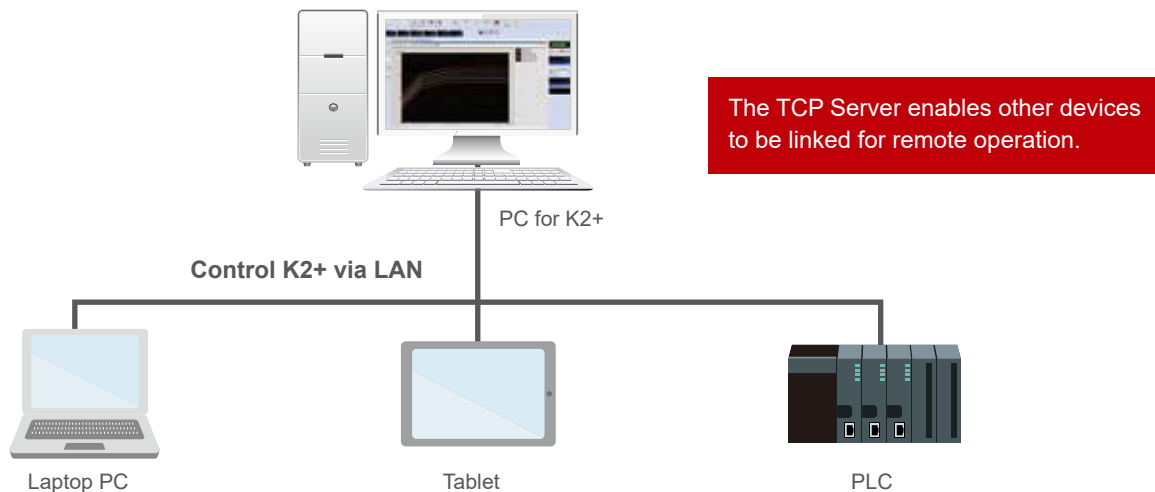 The TCP Server enables other devices
to be linked for remote operation.
PC for K2+
Control K2+ via LAN
Laptop PC
Tablet
PLC